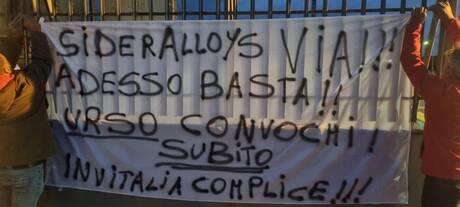 SIDERALLOYS VIA!!!
ADESSO BASTA!!
URSO CONVOCHI!
SUBITO
INVITALIA COMPLICE!!!